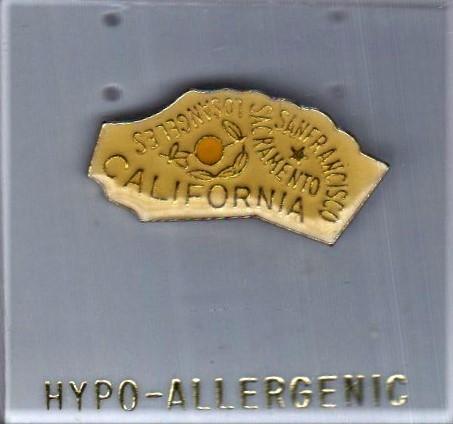 LOS ANGELES
SACRAMENTO
SAN FRANCISCO
CALIFORNIA
HYPO-ALLERGENIC